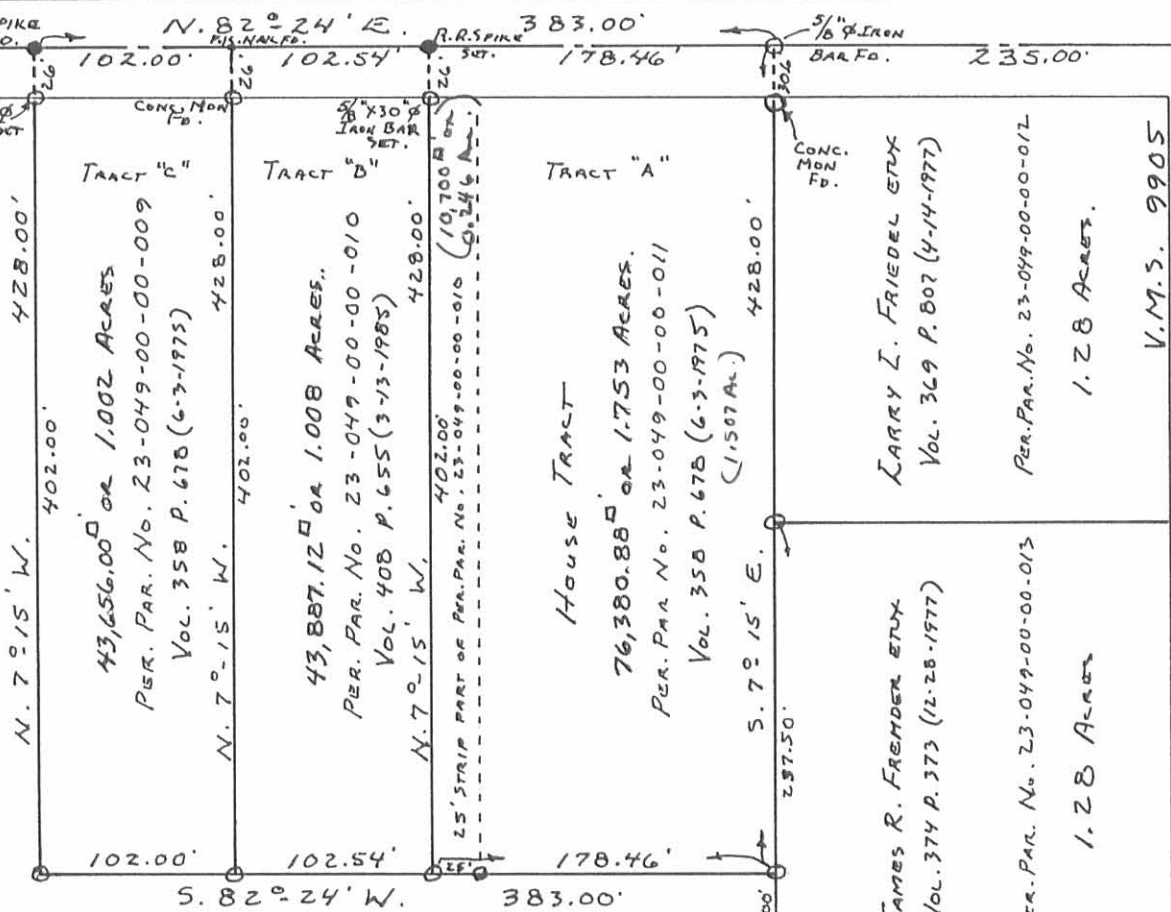 N. 82°-24' E. 383.00'
102.00' P.K. NAIL FD. 102.54' R.R. SPIKE SET. 178.46' 5/8" Ø IRON BAR FD. 235.00'
26' 26' 26' 30.6
SET CONC. MON FD. 5/8" X 30" Ø IRON BAR SET. CONC. MON FD.
TRACT "C"
428.00'
402.00'
N. 7°-15' W.
43,656.00□' OR 1.002 ACRES
PER. PAR. No. 23-049-00-00-009
VOL. 358 P. 678 (6-3-1975)
TRACT "B"
428.00'
402.00'
N. 7°-15' W.
43,887.12□' OR 1.008 ACRES.
PER. PAR. No. 23-049-00-00-010
VOL. 408 P. 655 (3-13-1985)
428.00'
402.00'
N. 7°-15' W.
25' STRIP PART OF PER. PAR. No. 23-049-00-00-010 (10,700□' OR
0.246 Ac.)
TRACT "A"
HOUSE TRACT
76,380.88□' OR 1.753 ACRES.
PER. PAR No. 23-049-00-00-011
VOL. 358 P. 678 (6-3-1975)
(1.507 Ac.)
428.00'
S. 7° 15' E.
237.50'
LARRY I. FRIEDEL ETUX
VOL. 369 P. 807 (4-14-1977)
PER. PAR. No. 23-049-00-00-012
1.28 ACRES.
V.M.S. 9905
JAMES R. FREMDER ETUX
VOL. 374 P. 373 (12-28-1977)
PER. PAR. No. 23-049-00-00-013
1.28 ACRES
102.00' 102.54' 25' 178.46'
S. 82°-24' W. 383.00'